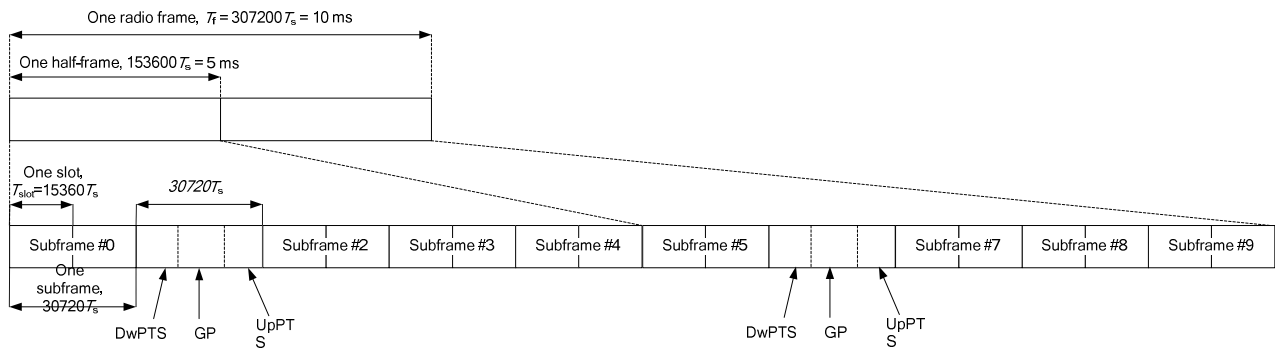 One radio frame, Tf = 307200Ts = 10 ms
One half-frame, 153600Ts = 5 ms
One slot,
Tslot=15360Ts
30720Ts
Subframe #0
Subframe #2
Subframe #3
Subframe #4
Subframe #5
Subframe #7
Subframe #8
Subframe #9
One
subframe,
30720Ts
DwPTS
GP
UpPT
S
DwPTS
GP
UpPT
S